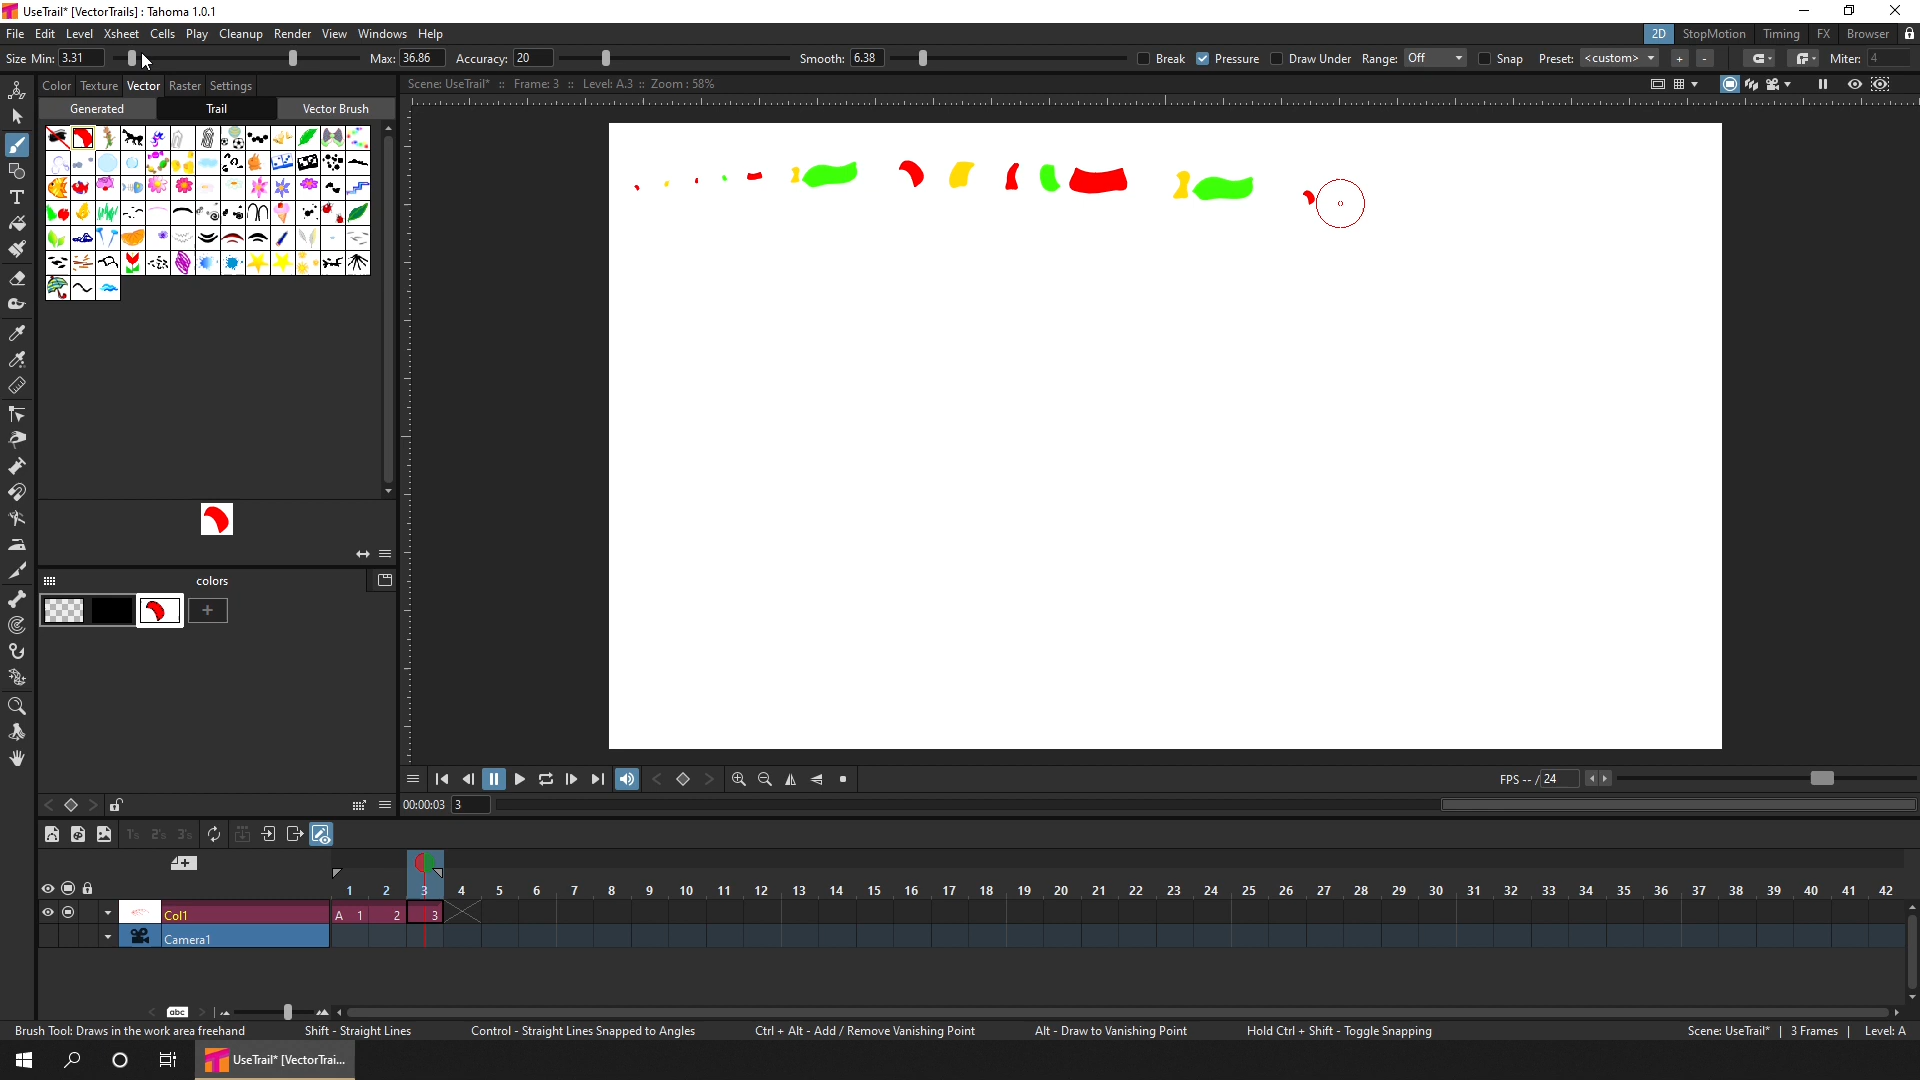 UseTrail* [VectorTrails] : Tahoma 1.0.1
File Edit Level Xsheet Cells Play Cleanup Render View Windows Help
2D StopMotion Timing FX Browser
Size Min: 3.31 Max: 36.86 Accuracy: 20 Smooth: 6.38 Break Pressure Draw Under Range: Off Snap Preset: <custom> + - Miter: 4
Color Texture Vector Raster Settings
Scene: UseTrail* :: Frame: 3 :: Level: A.3 :: Zoom : 58%
Generated Trail Vector Brush
colors
+
FPS -- / 24
00:00:03 3
1's 2's 3's
1 2 3 4 5 6 7 8 9 10 11 12 13 14 15 16 17 18 19 20 21 22 23 24 25 26 27 28 29 30 31 32 33 34 35 36 37 38 39 40 41 42
Col1 A 1 2 3
Camera1
abc
Brush Tool: Draws in the work area freehand Shift - Straight Lines Control - Straight Lines Snapped to Angles Ctrl + Alt - Add / Remove Vanishing Point Alt - Draw to Vanishing Point Hold Ctrl + Shift - Toggle Snapping Scene: UseTrail* | 3 Frames | Level: A
UseTrail* [VectorTrai...